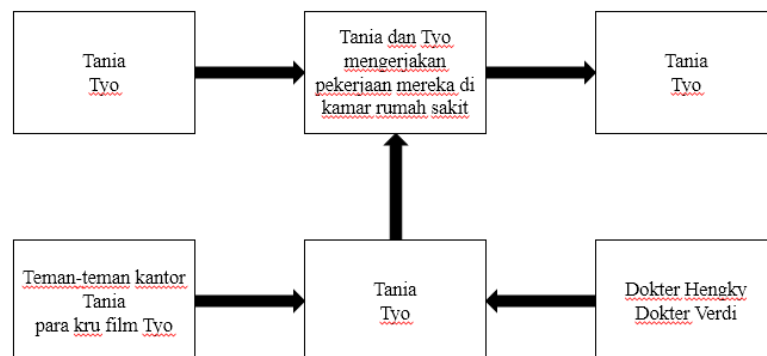 Tania
Tyo
Tania dan Tyo
mengerjakan
pekerjaan mereka di
kamar rumah sakit
Tania
Tyo
Teman-teman kantor
Tania
para kru film Tyo
Tania
Tyo
Dokter Hengky
Dokter Verdi